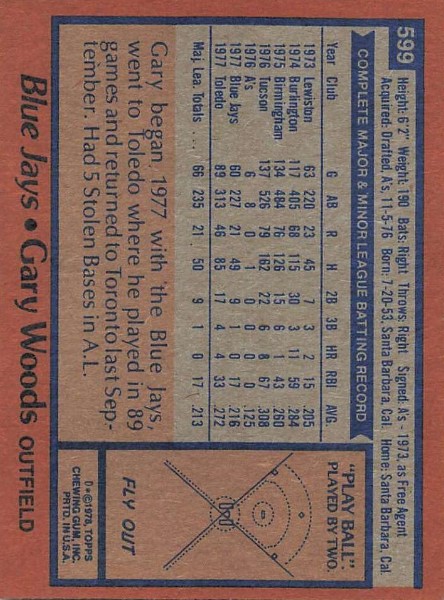 599
Height: 6'2" Weight: 190 Bats: Right Throws: Right Signed: A's - 1973, as Free Agent
Acquired: Drafted, A's, 11-5-76 Born: 7-20-53, Santa Barbara, Cal. Home: Santa Barbara, Cal.
COMPLETE MAJOR & MINOR LEAGUE BATTING RECORD
Year Club G AB R H 2B 3B HR RBI AVG.
1973 Lewiston 63 220 23 45 7 3 2 15 .205
1974 Burlington 117 405 68 115 30 3 11 59 .284
1975 Birmingham 134 484 76 126 15 6 1 43 .260
1976 Tucson 137 526 79 162 22 6 8 67 .308
1976 A's 6 8 0 1 0 0 0 0 .125
1977 Blue Jays 60 227 21 49 9 1 0 17 .216
1977 Toledo 89 313 46 85 17 4 4 33 .272
Maj. Lea. Totals .... 66 235 21 50 9 1 0 17 .213
Gary began 1977 with the Blue Jays,
went to Toledo where he played in 89
games and returned to Toronto last Sep-
tember. Had 5 Stolen Bases in A.L.
"PLAY BALL":
PLAYED BY TWO.
FLY OUT
D*©1978, TOPPS
CHEWING GUM, INC.
PRTD. IN U.S.A.
Blue Jays • Gary Woods OUTFIELD